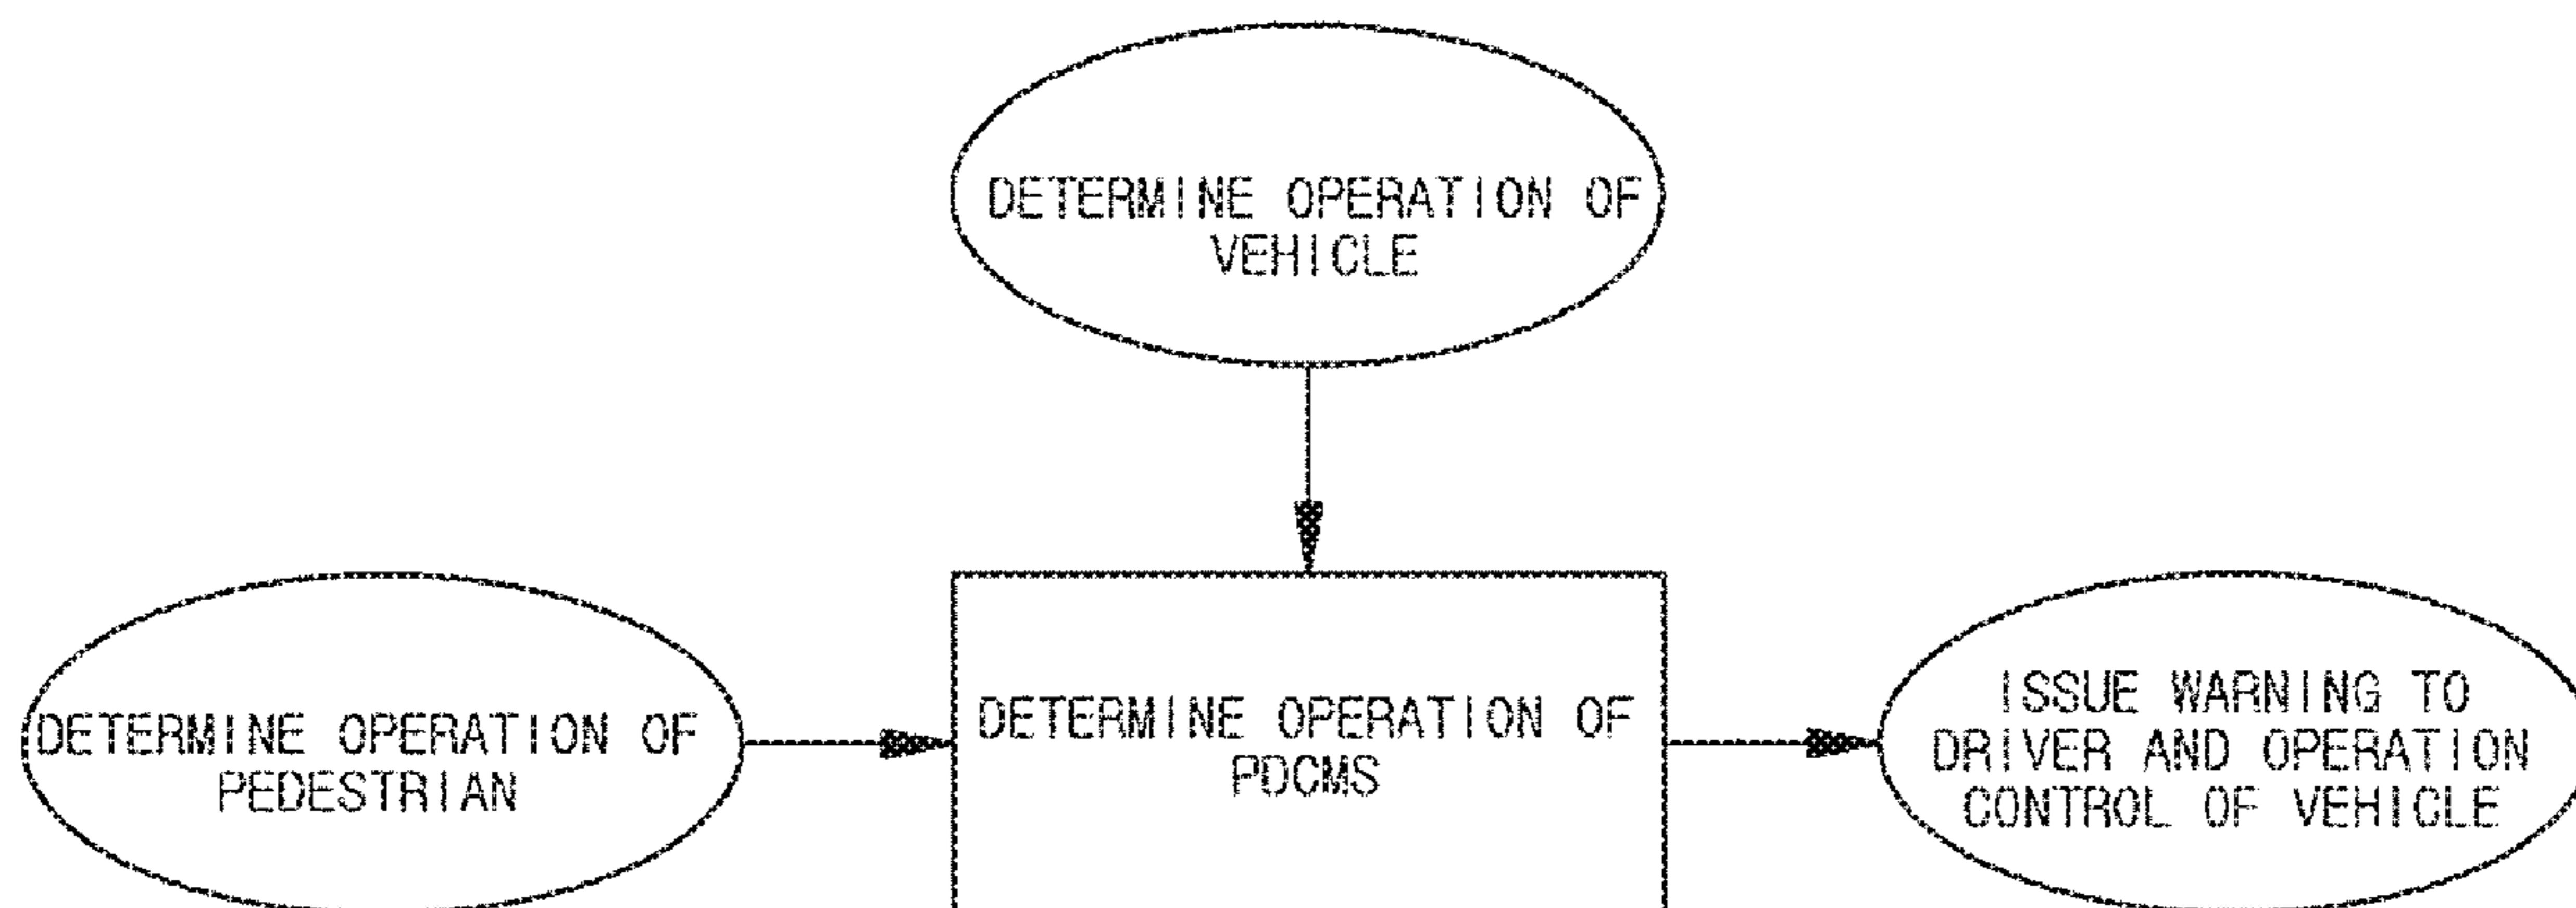 DETERMINE OPERATION OF
VEHICLE
DETERMINE OPERATION OF
PEDESTRIAN
DETERMINE OPERATION OF
PDCMS
ISSUE WARNING TO
DRIVER AND OPERATION
CONTROL OF VEHICLE